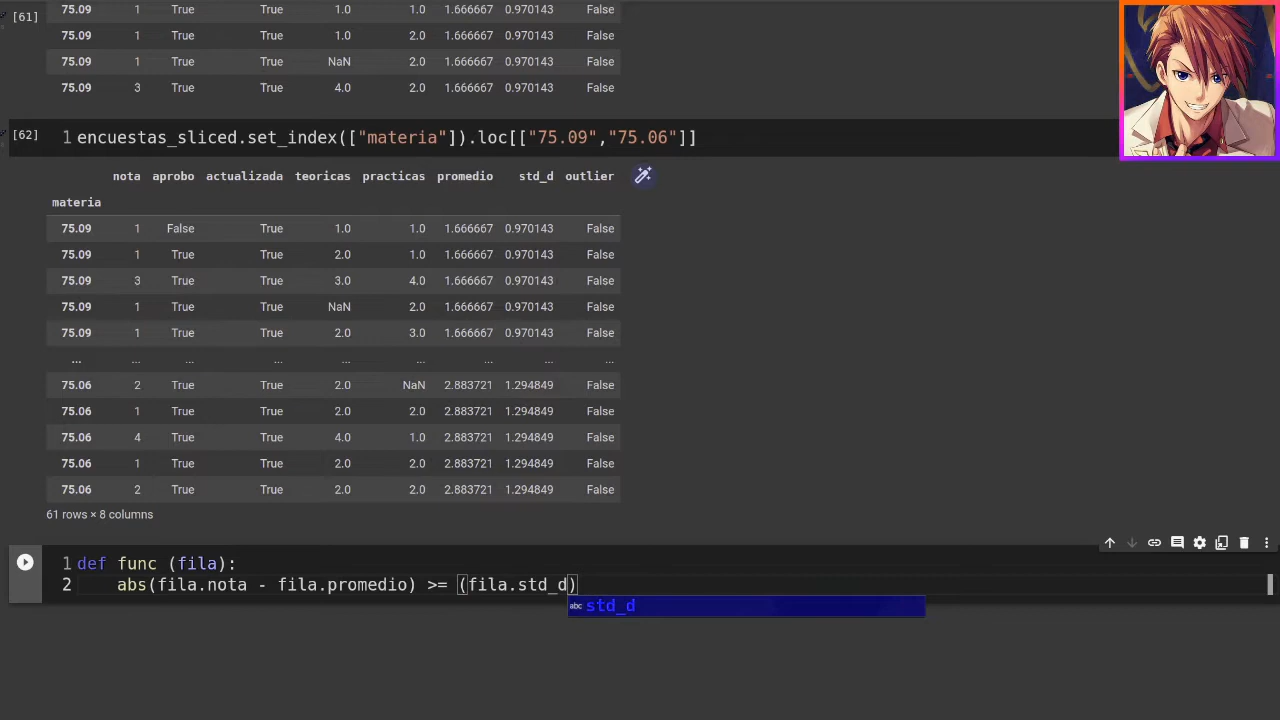 [61]
75.09 1 True True 1.0 1.0 1.666667 0.970143 False
75.09 1 True True 1.0 2.0 1.666667 0.970143 False
75.09 1 True True NaN 2.0 1.666667 0.970143 False
75.09 3 True True 4.0 2.0 1.666667 0.970143 False
[62] 1 encuestas_sliced.set_index(["materia"]).loc[["75.09","75.06"]]
nota aprobo actualizada teoricas practicas promedio std_d outlier
materia
75.09 1 False True 1.0 1.0 1.666667 0.970143 False
75.09 1 True True 2.0 1.0 1.666667 0.970143 False
75.09 3 True True 3.0 4.0 1.666667 0.970143 False
75.09 1 True True NaN 2.0 1.666667 0.970143 False
75.09 1 True True 2.0 3.0 1.666667 0.970143 False
... ... ... ... ... ... ... ... ...
75.06 2 True True 2.0 NaN 2.883721 1.294849 False
75.06 1 True True 2.0 2.0 2.883721 1.294849 False
75.06 4 True True 4.0 1.0 2.883721 1.294849 False
75.06 1 True True 2.0 2.0 2.883721 1.294849 False
75.06 2 True True 2.0 2.0 2.883721 1.294849 False
61 rows × 8 columns
1 def func (fila):
2 abs(fila.nota - fila.promedio) >= (fila.std_d)
abc std_d